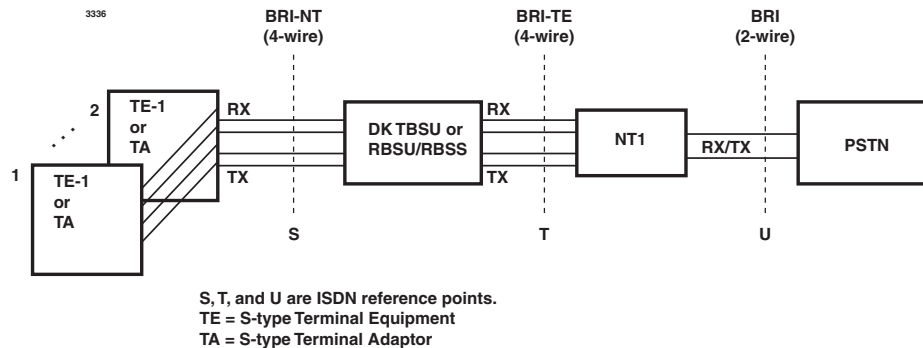 3336
BRI-NT
(4-wire)
BRI-TE
(4-wire)
BRI
(2-wire)
2
TE-1
or
TA
1
TE-1
or
TA
RX
TX
DK TBSU or
RBSU/RBSS
RX
TX
NT1
RX/TX
PSTN
S
T
U
S, T, and U are ISDN reference points.
TE = S-type Terminal Equipment
TA = S-type Terminal Adaptor